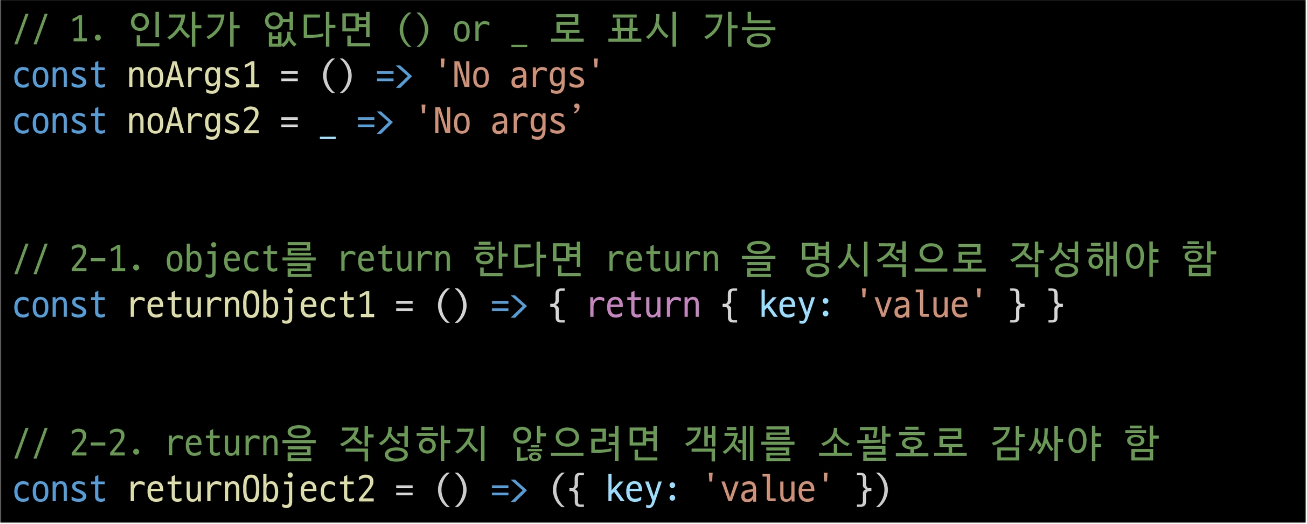 // 1. 인자가 없다면 () or _ 로 표시 가능
const noArgs1 = () => 'No args'
const noArgs2 = _ => 'No args’
// 2-1. object를 return 한다면 return 을 명시적으로 작성해야 함
const returnObject1 = () => { return { key: 'value' } }
// 2-2. return을 작성하지 않으려면 객체를 소괄호로 감싸야 함
const returnObject2 = () => ({ key: 'value' })